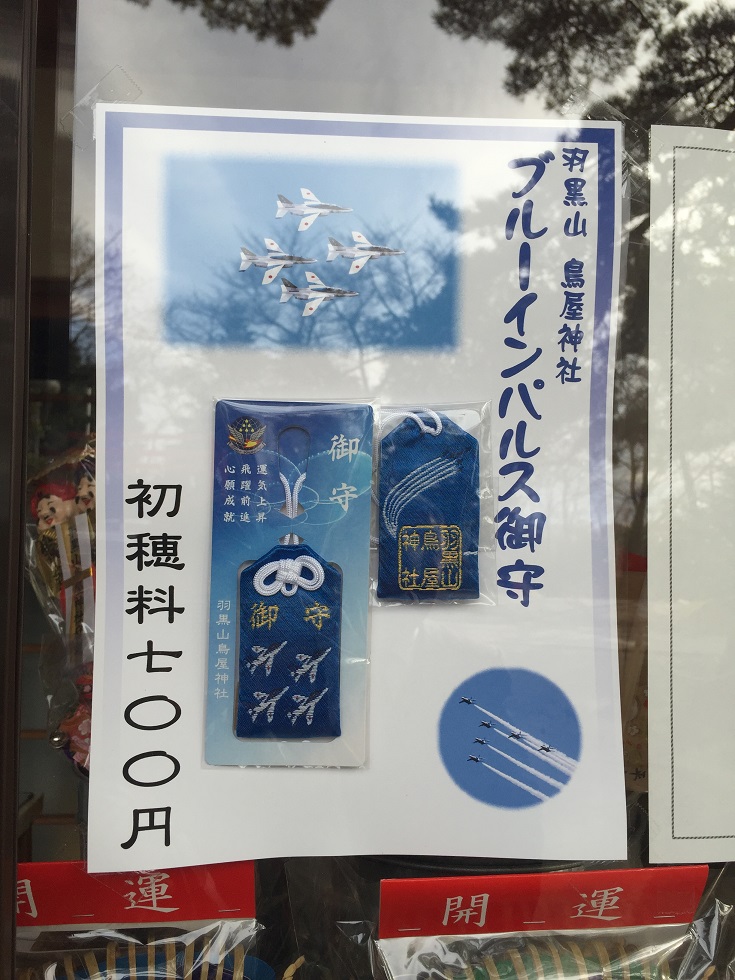 羽黒山 鳥屋神社
ブルーインパルス御守
御守
運気上昇
飛躍前進
心願成就
御守
羽黒山鳥屋神社
羽黒山
鳥屋
神社
初穂料七〇〇円
開運
開運